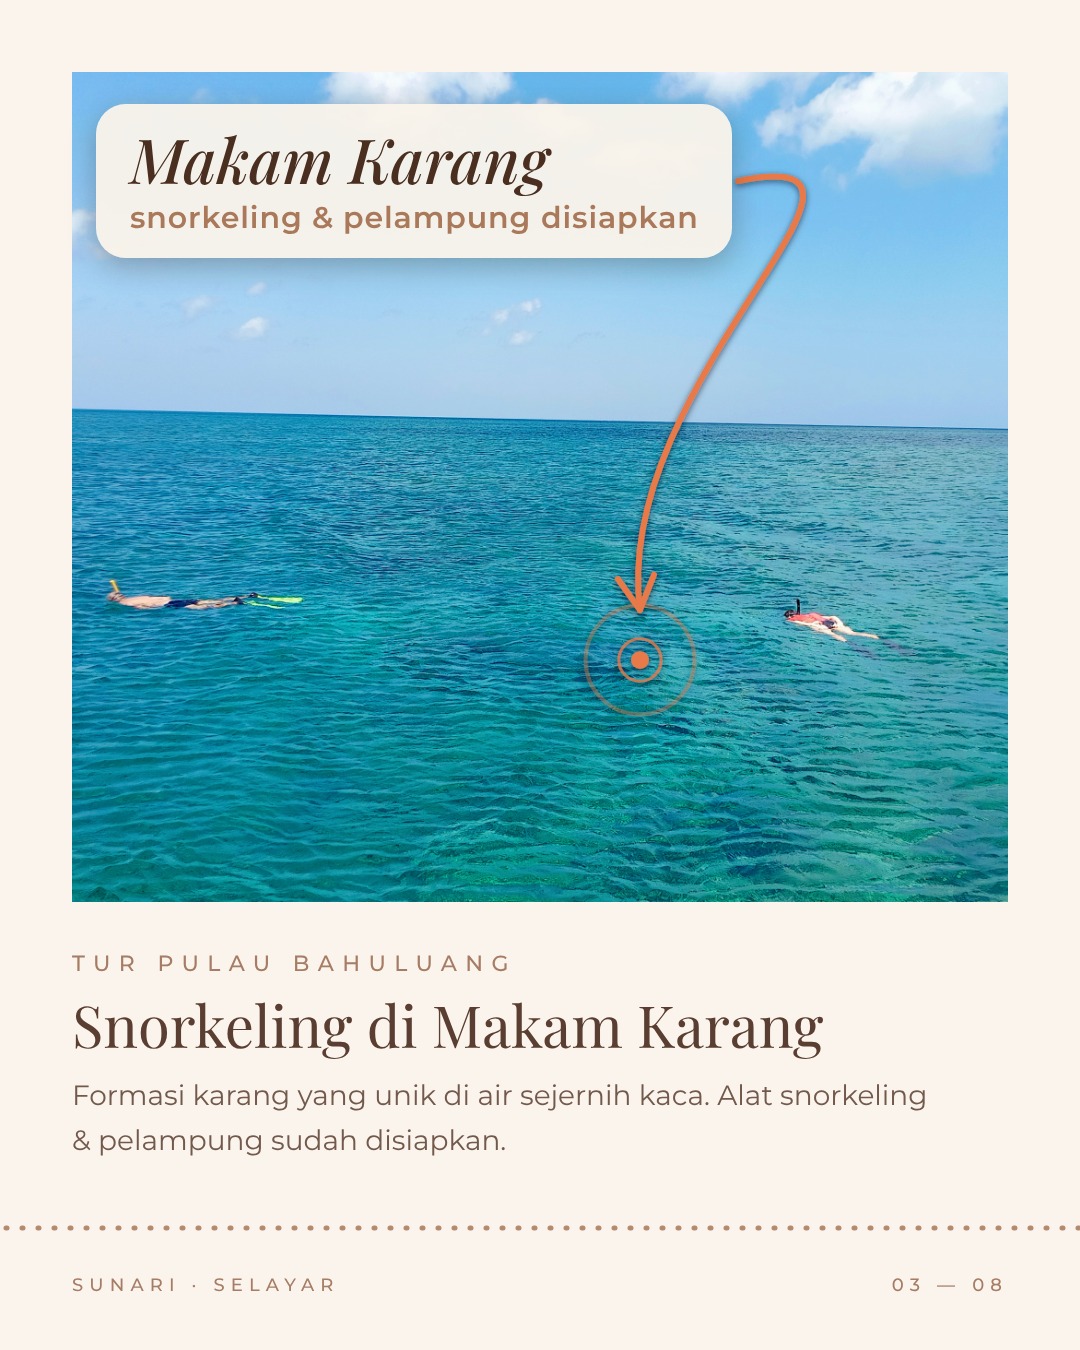 Makam Karang
snorkeling & pelampung disiapkan
TUR PULAU BAHULUANG
Snorkeling di Makam Karang
Formasi karang yang unik di air sejernih kaca. Alat snorkeling
& pelampung sudah disiapkan.
SUNARI · SELAYAR
03 — 08